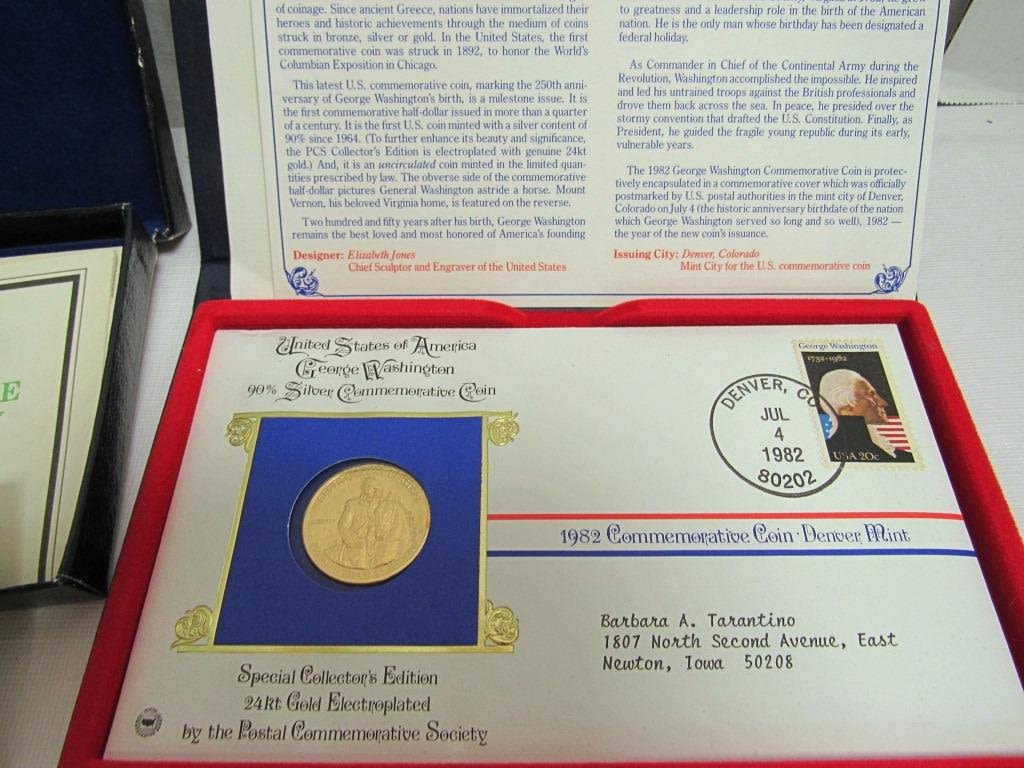 of coinage. Since ancient Greece, nations have immortalized their
heroes and historic achievements through the medium of coins
struck in bronze, silver or gold. In the United States, the first
commemorative coin was struck in 1892, to honor the World's
Columbian Exposition in Chicago.
This latest U.S. commemorative coin, marking the 250th anni-
versary of George Washington's birth, is a milestone issue. It is
the first commemorative half-dollar issued in more than a quarter
of a century. It is the first U.S. coin minted with a silver content of
90% since 1964. (To further enhance its beauty and significance,
the PCS Collector's Edition is electroplated with genuine 24kt
gold.) And, it is an uncirculated coin minted in the limited quan-
tities prescribed by law. The obverse side of the commemorative
half-dollar pictures General Washington astride a horse. Mount
Vernon, his beloved Virginia home, is featured on the reverse.
Two hundred and fifty years after his birth, George Washington
remains the best loved and most honored of America's founding
Designer: Elizabeth Jones
Chief Sculptor and Engraver of the United States
to greatness and a leadership role in the birth of the American
nation. He is the only man whose birthday has been designated a
federal holiday.
As Commander in Chief of the Continental Army during the
Revolution, Washington accomplished the impossible. He inspired
and led his untrained troops against the British professionals and
drove them back across the sea. In peace, he presided over the
stormy convention that drafted the U.S. Constitution. Finally, as
President, he guided the fragile young republic during its early,
vulnerable years.
The 1982 George Washington Commemorative Coin is protec-
tively encapsulated in a commemorative cover which was officially
postmarked by U.S. postal authorities in the mint city of Denver,
Colorado on July 4 (the historic anniversary birthdate of the nation
which George Washington served so long and so well), 1982 —
the year of the new coin's issuance.
Issuing City: Denver, Colorado
Mint City for the U.S. commemorative coin
United States of America
George Washington
90% Silver Commemorative Coin
George Washington
1732-1982
USA 20c
DENVER, CO
JUL
4
1982
80202
1982 Commemorative Coin · Denver Mint
Barbara A. Tarantino
1807 North Second Avenue, East
Newton, Iowa 50208
Special Collector's Edition
24kt Gold Electroplated
by the Postal Commemorative Society